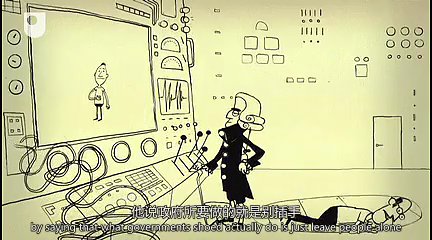 他说政府所要做的就是别插手
by saying that what governments should actually do is just leave people alone